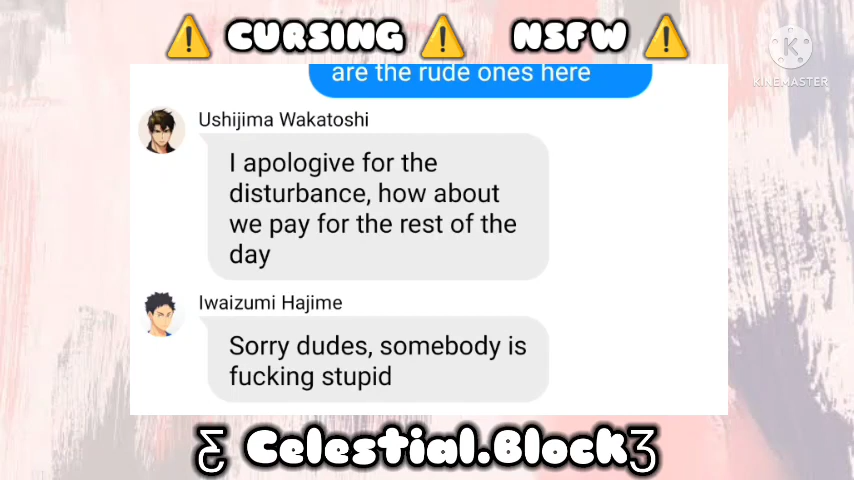 ⚠️ CURSING ⚠️ NSFW ⚠️
K
KINEMASTER
are the rude ones here
Ushijima Wakatoshi
I apologive for the
disturbance, how about
we pay for the rest of the
day
Iwaizumi Hajime
Sorry dudes, somebody is
fucking stupid
Ƹ Celestial.BlockƷ